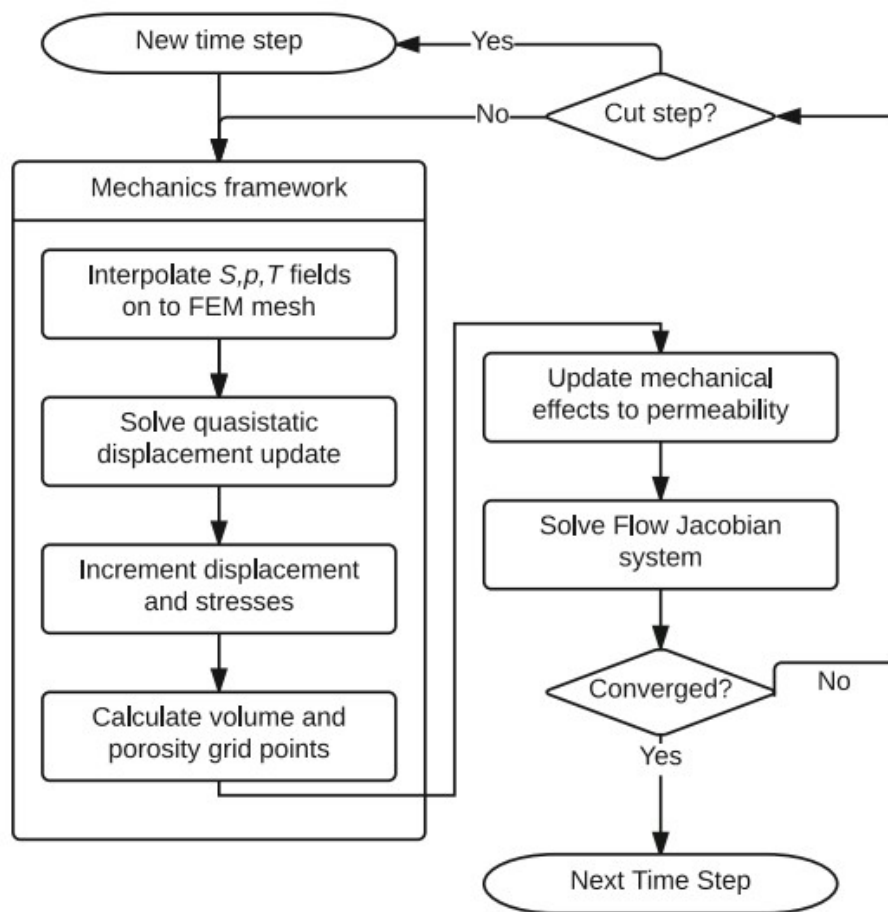 New time step
Yes
Cut step?
No
Mechanics framework
Interpolate S,p,T fields
on to FEM mesh
Solve quasistatic
displacement update
Increment displacement
and stresses
Calculate volume and
porosity grid points
Update mechanical
effects to permeability
Solve Flow Jacobian
system
Converged?
No
Yes
Next Time Step